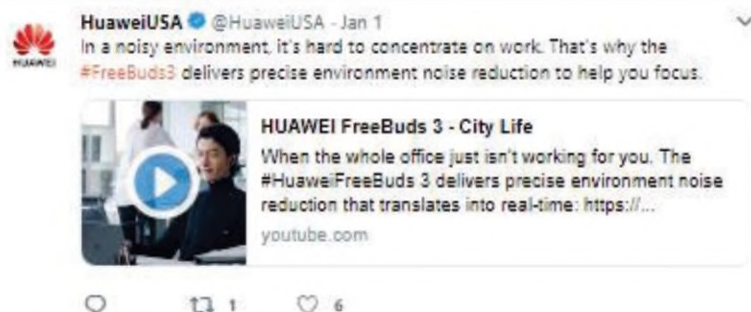 HuaweiUSA @HuaweiUSA - Jan 1
In a noisy environment, it's hard to concentrate on work. That's why the
#FreeBuds3 delivers precise environment noise reduction to help you focus.
HUAWEI
HUAWEI FreeBuds 3 - City Life
When the whole office just isn't working for you. The
#HuaweiFreeBuds 3 delivers precise environment noise
reduction that translates into real-time: https://...
youtube.com
1 6